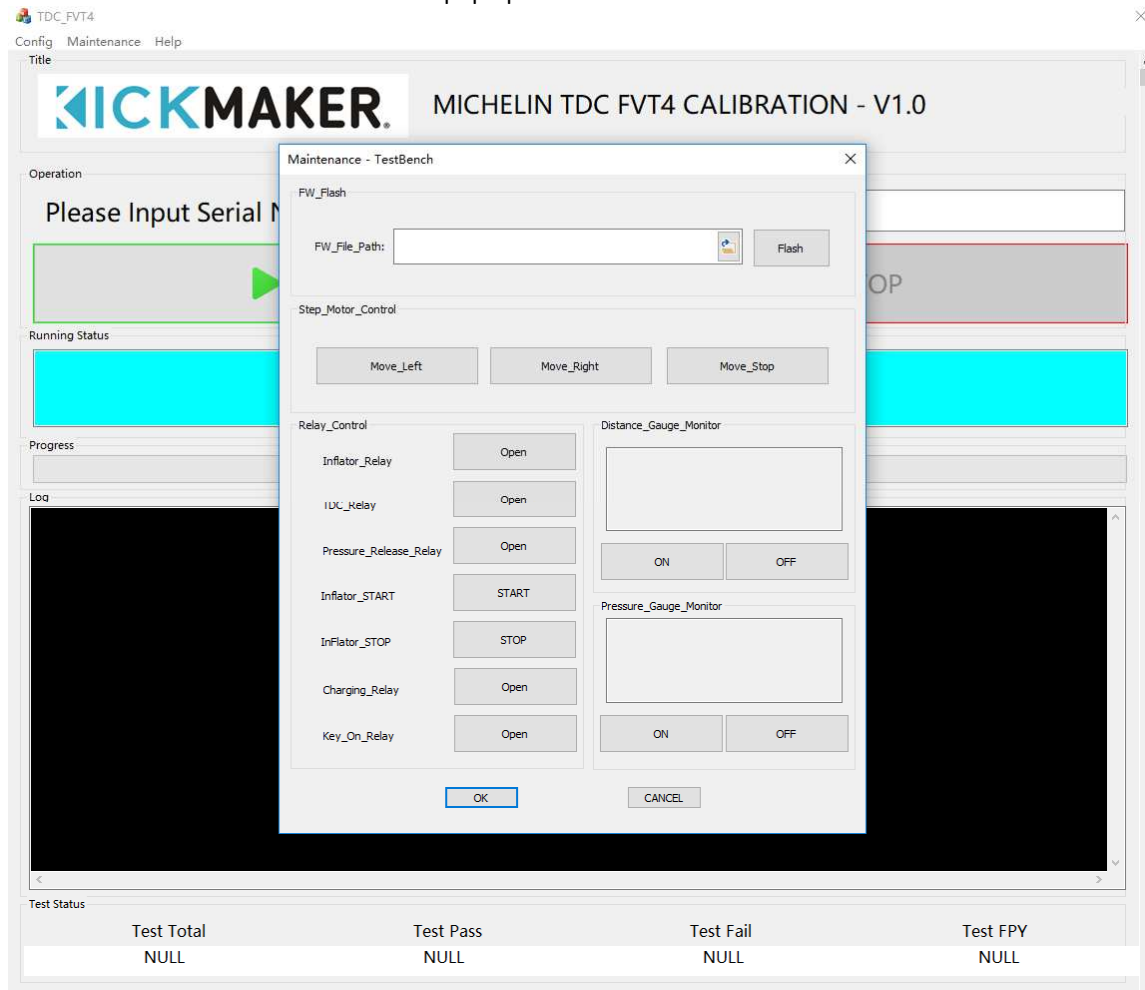 TDC_FVT4
Config Maintenance Help
Title
KICKMAKER.
MICHELIN TDC FVT4 CALIBRATION - V1.0
Maintenance - TestBench
Operation
Please Input Serial
FW_Flash
FW_File_Path:
Flash
OP
Step_Motor_Control
Move_Left Move_Right Move_Stop
Running Status
Relay_Control
Inflator_Relay Open
TDC_Relay Open
Pressure_Release_Relay Open
Inflator_START START
InFlator_STOP STOP
Charging_Relay Open
Key_On_Relay Open
Distance_Gauge_Monitor
ON OFF
Pressure_Gauge_Monitor
ON OFF
OK CANCEL
Progress
Log
Test Status
Test Total Test Pass Test Fail Test FPY
NULL NULL NULL NULL